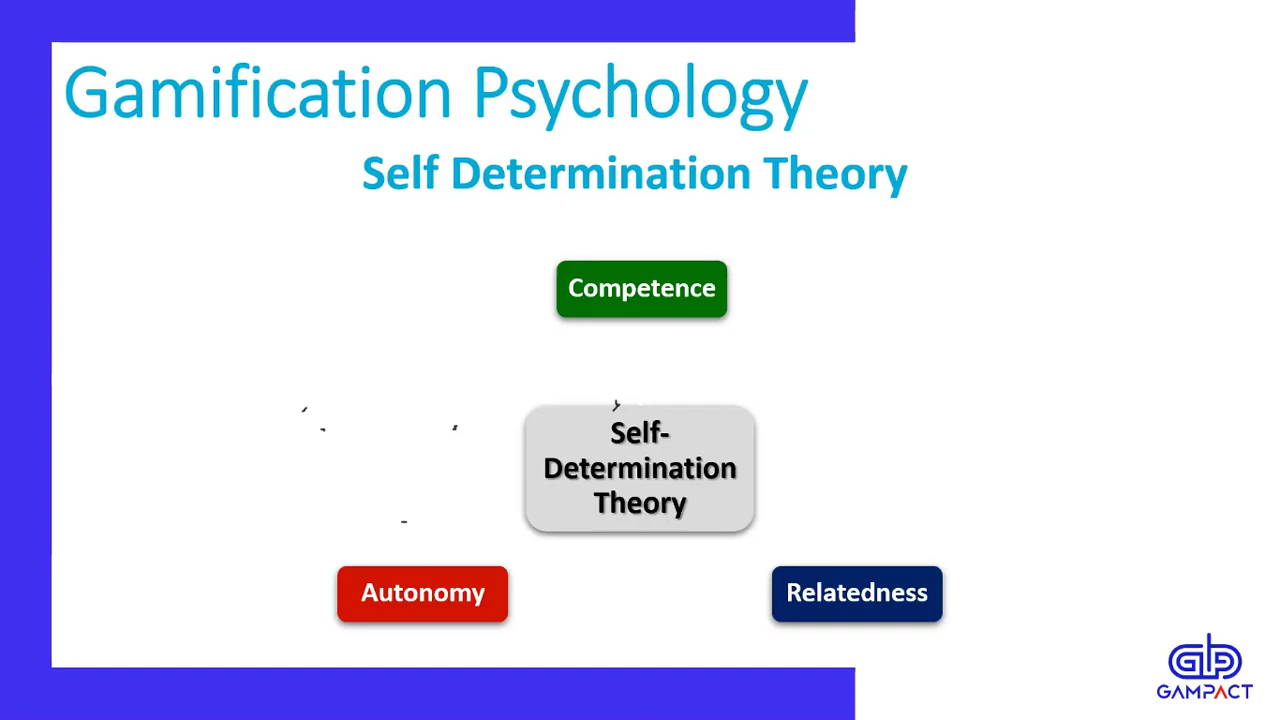 Gamification Psychology
Self Determination Theory
Competence
Self-
Determination
Theory
Autonomy
Relatedness
GAMPACT